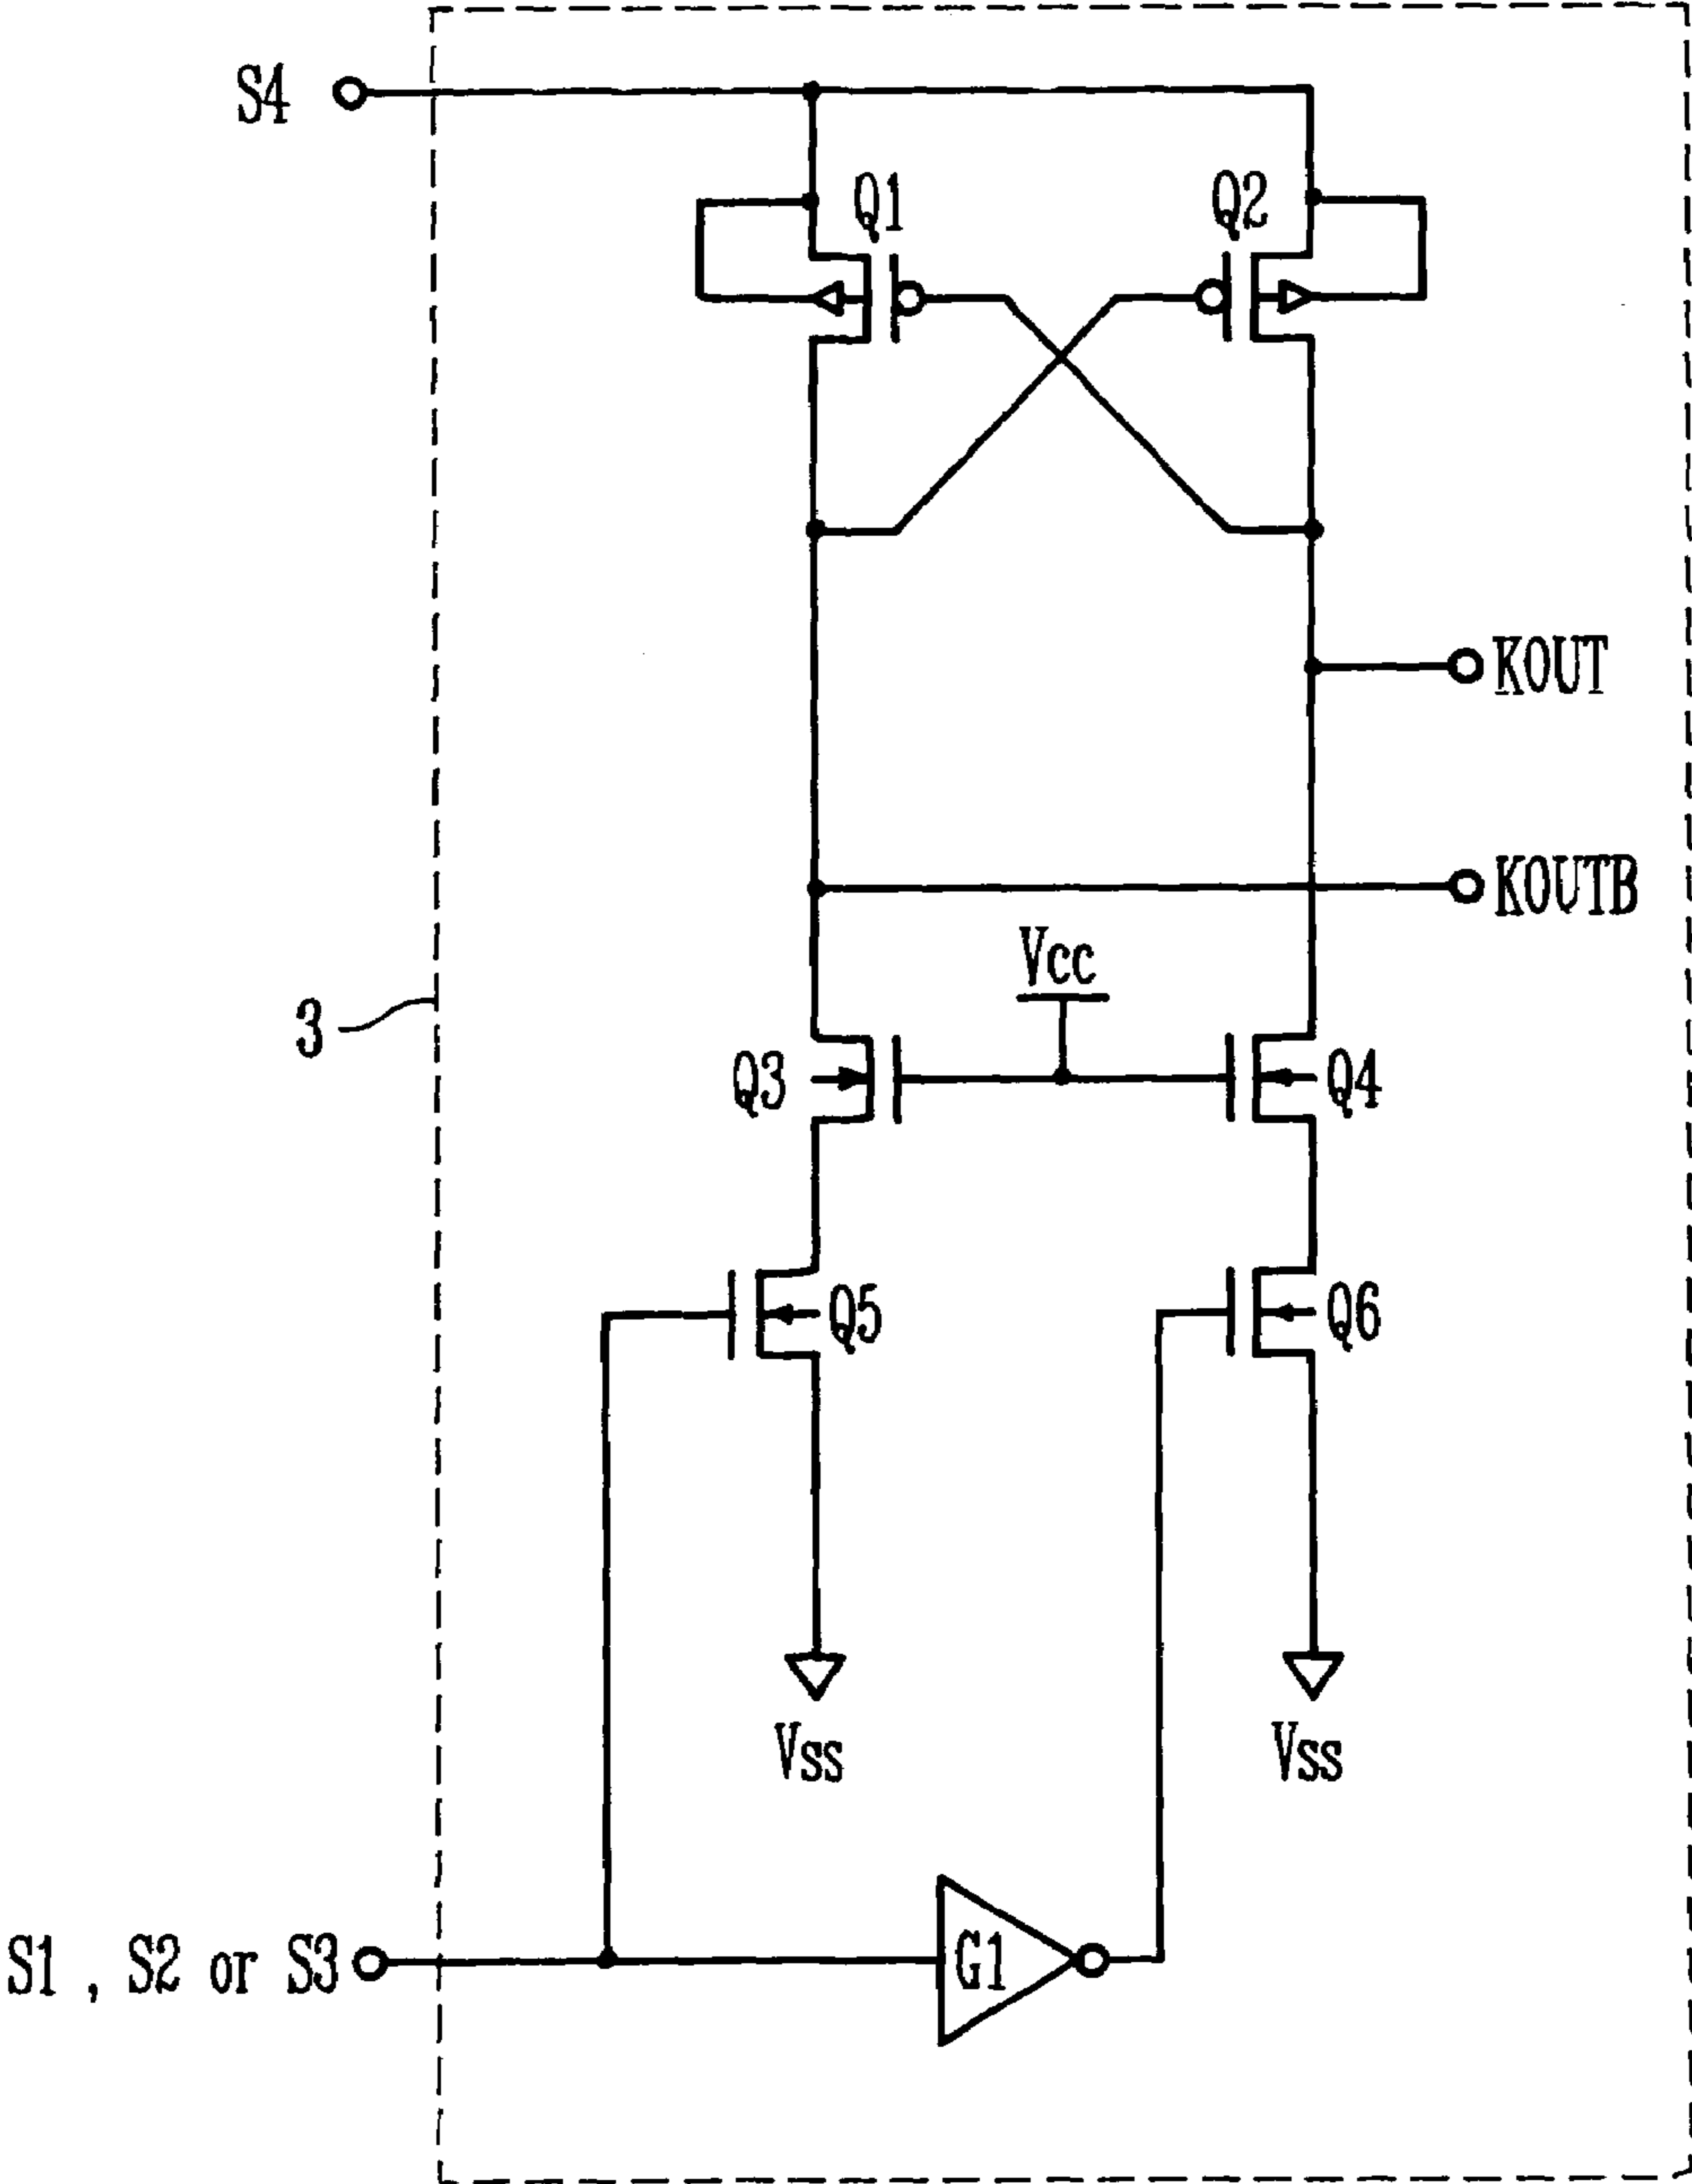 S4
Q1
Q2
KOUT
KOUTB
Vcc
3
Q3
Q4
Q5
Q6
Vss
Vss
S1 , S2 or S3
G1